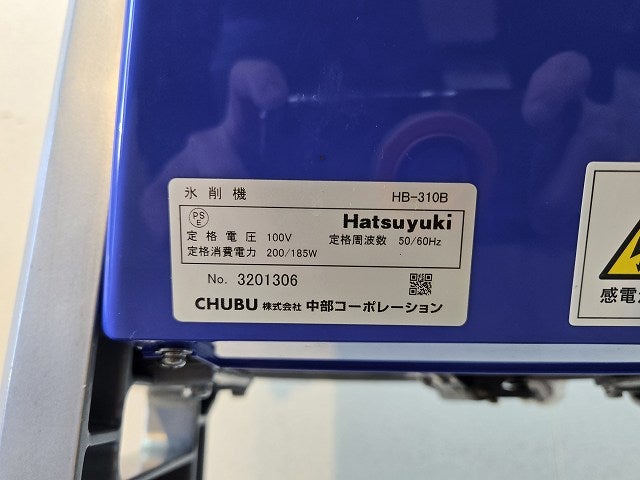 氷削機 HB-310B
PS
E
Hatsuyuki
定格電圧 100V 定格周波数 50/60Hz
定格消費電力 200/185W
No. 3201306
CHUBU 株式会社 中部コーポレーション
感電